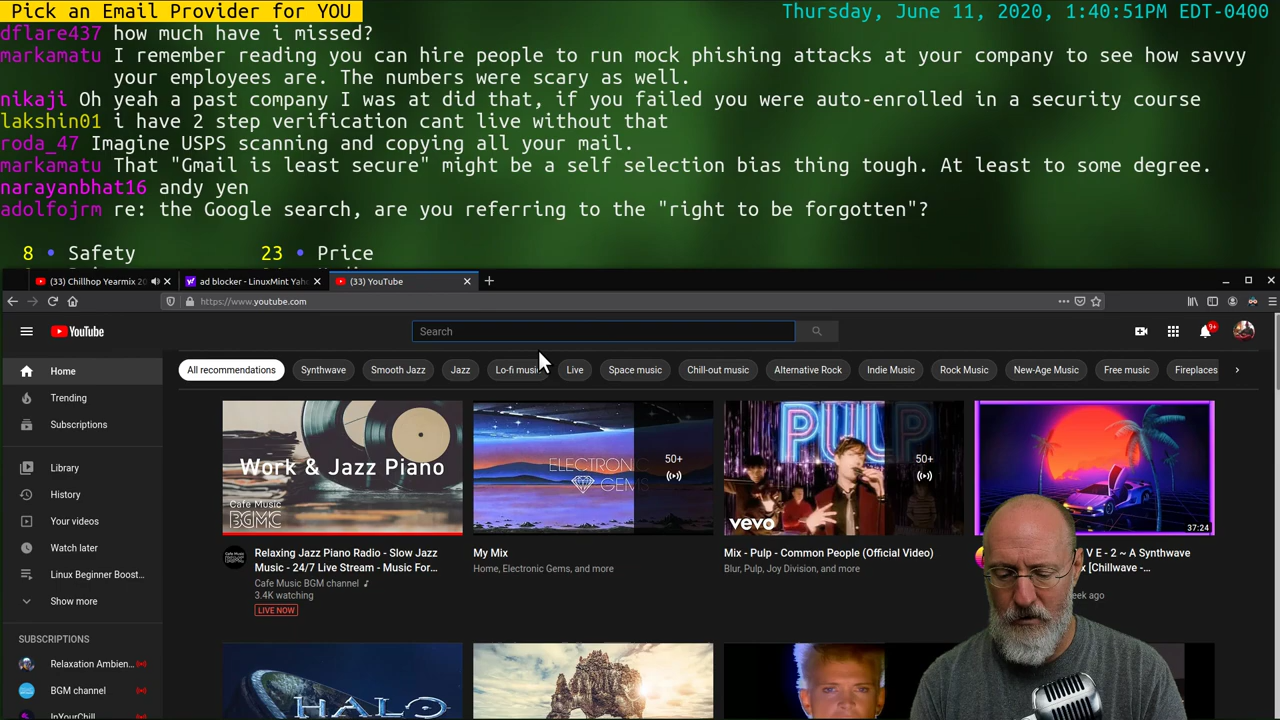 Pick an Email Provider for YOU
Thursday, June 11, 2020, 1:40:51PM EDT-0400
dflare437 how much have i missed?
markamatu I remember reading you can hire people to run mock phishing attacks at your company to see how savvy
your employees are. The numbers were scary as well.
nikaji Oh yeah a past company I was at did that, if you failed you were auto-enrolled in a security course
lakshin01 i have 2 step verification cant live without that
roda_47 Imagine USPS scanning and copying all your mail.
markamatu That "Gmail is least secure" might be a self selection bias thing tough. At least to some degree.
narayanbhat16 andy yen
adolfojrm re: the Google search, are you referring to the "right to be forgotten"?
8 • Safety 23 • Price
(33) Chillhop Yearmix 20
ad blocker - LinuxMint Yah
(33) YouTube
https://www.youtube.com
YouTube
Search
9+
All recommendations
Synthwave
Smooth Jazz
Jazz
Lo-fi music
Live
Space music
Chill-out music
Alternative Rock
Indie Music
Rock Music
New-Age Music
Free music
Fireplaces
Home
Trending
Subscriptions
Library
History
Your videos
Watch later
Linux Beginner Boost...
Show more
SUBSCRIPTIONS
Relaxation Ambien...
BGM channel
InYourChill
Work & Jazz Piano
Cafe Music
BGMC
Relaxing Jazz Piano Radio - Slow Jazz
Music - 24/7 Live Stream - Music For...
Cafe Music BGM channel
3.4K watching
LIVE NOW
ELECTRONIC
GEMS
50+
My Mix
Home, Electronic Gems, and more
PULP
vevo
50+
Mix - Pulp - Common People (Official Video)
Blur, Pulp, Joy Division, and more
37:24
V E - 2 ~ A Synthwave
[Chillwave -...
week ago
HALO